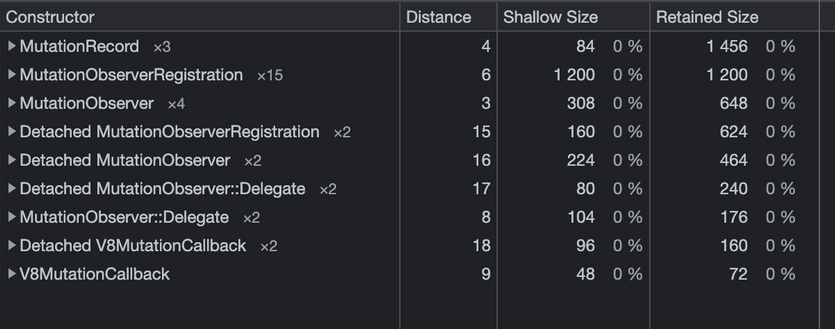 Constructor Distance Shallow Size Retained Size
MutationRecord ×3 4 84 0 % 1 456 0 %
MutationObserverRegistration ×15 6 1 200 0 % 1 200 0 %
MutationObserver ×4 3 308 0 % 648 0 %
Detached MutationObserverRegistration ×2 15 160 0 % 624 0 %
Detached MutationObserver ×2 16 224 0 % 464 0 %
Detached MutationObserver::Delegate ×2 17 80 0 % 240 0 %
MutationObserver::Delegate ×2 8 104 0 % 176 0 %
Detached V8MutationCallback ×2 18 96 0 % 160 0 %
V8MutationCallback 9 48 0 % 72 0 %